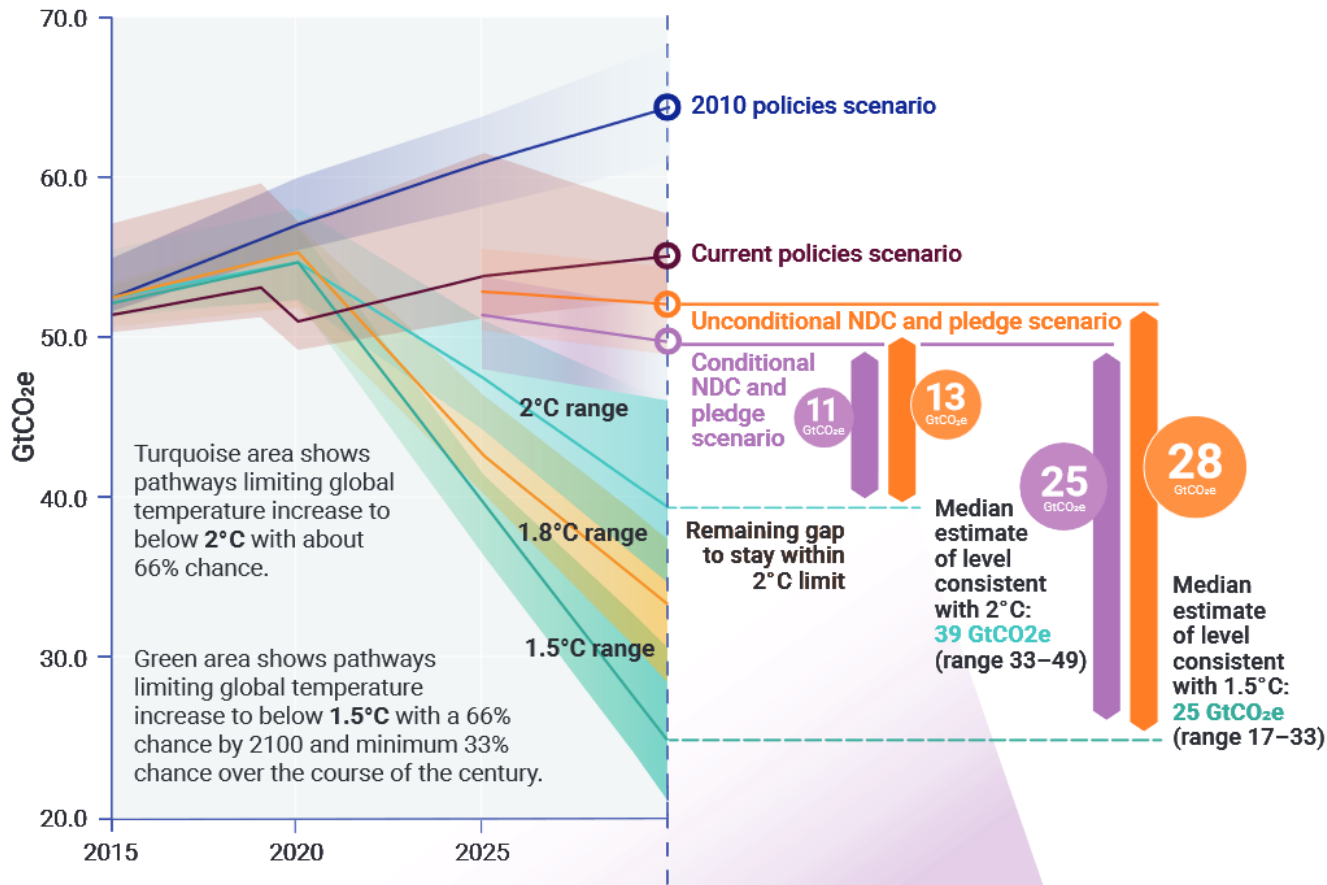 70.0
60.0
50.0
40.0
30.0
20.0
GtCO₂e
2015
2020
2025
2010 policies scenario
Current policies scenario
Unconditional NDC and pledge scenario
Conditional
NDC and
pledge
scenario
2°C range
1.8°C range
1.5°C range
Turquoise area shows
pathways limiting global
temperature increase to
below 2°C with about
66% chance.
Green area shows pathways
limiting global temperature
increase to below 1.5°C with a 66%
chance by 2100 and minimum 33%
chance over the course of the century.
11
GtCO₂e
13
GtCO₂e
25
GtCO₂e
28
GtCO₂e
Remaining gap
to stay within
2°C limit
Median
estimate
of level
consistent
with 2°C:
39 GtCO2e
(range 33–49)
Median
estimate
of level
consistent
with 1.5°C:
25 GtCO₂e
(range 17–33)